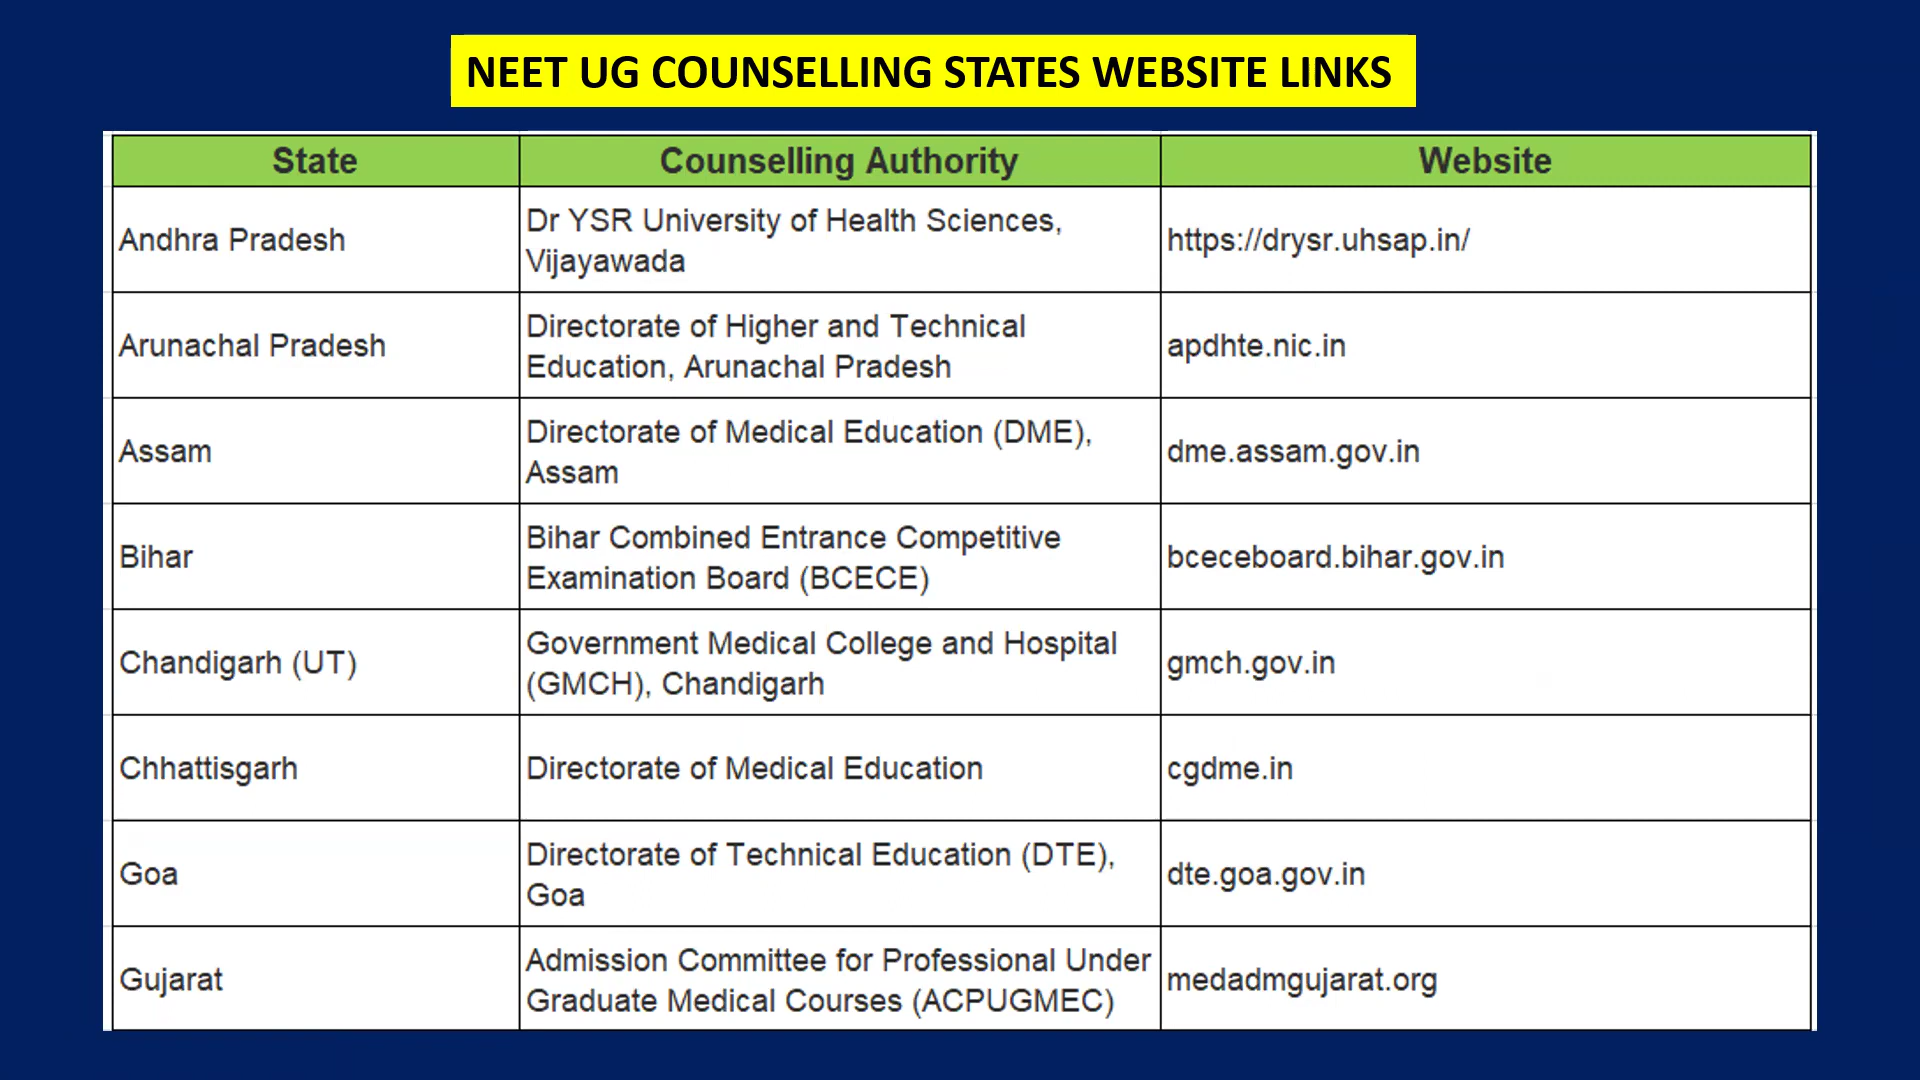 NEET UG COUNSELLING STATES WEBSITE LINKS
State
Counselling Authority
Website
Andhra Pradesh
Dr YSR University of Health Sciences,
Vijayawada
https://drysr.uhsap.in/
Arunachal Pradesh
Directorate of Higher and Technical
Education, Arunachal Pradesh
apdhte.nic.in
Assam
Directorate of Medical Education (DME),
Assam
dme.assam.gov.in
Bihar
Bihar Combined Entrance Competitive
Examination Board (BCECE)
bceceboard.bihar.gov.in
Chandigarh (UT)
Government Medical College and Hospital
(GMCH), Chandigarh
gmch.gov.in
Chhattisgarh
Directorate of Medical Education
cgdme.in
Goa
Directorate of Technical Education (DTE),
Goa
dte.goa.gov.in
Gujarat
Admission Committee for Professional Under
Graduate Medical Courses (ACPUGMEC)
medadmgujarat.org